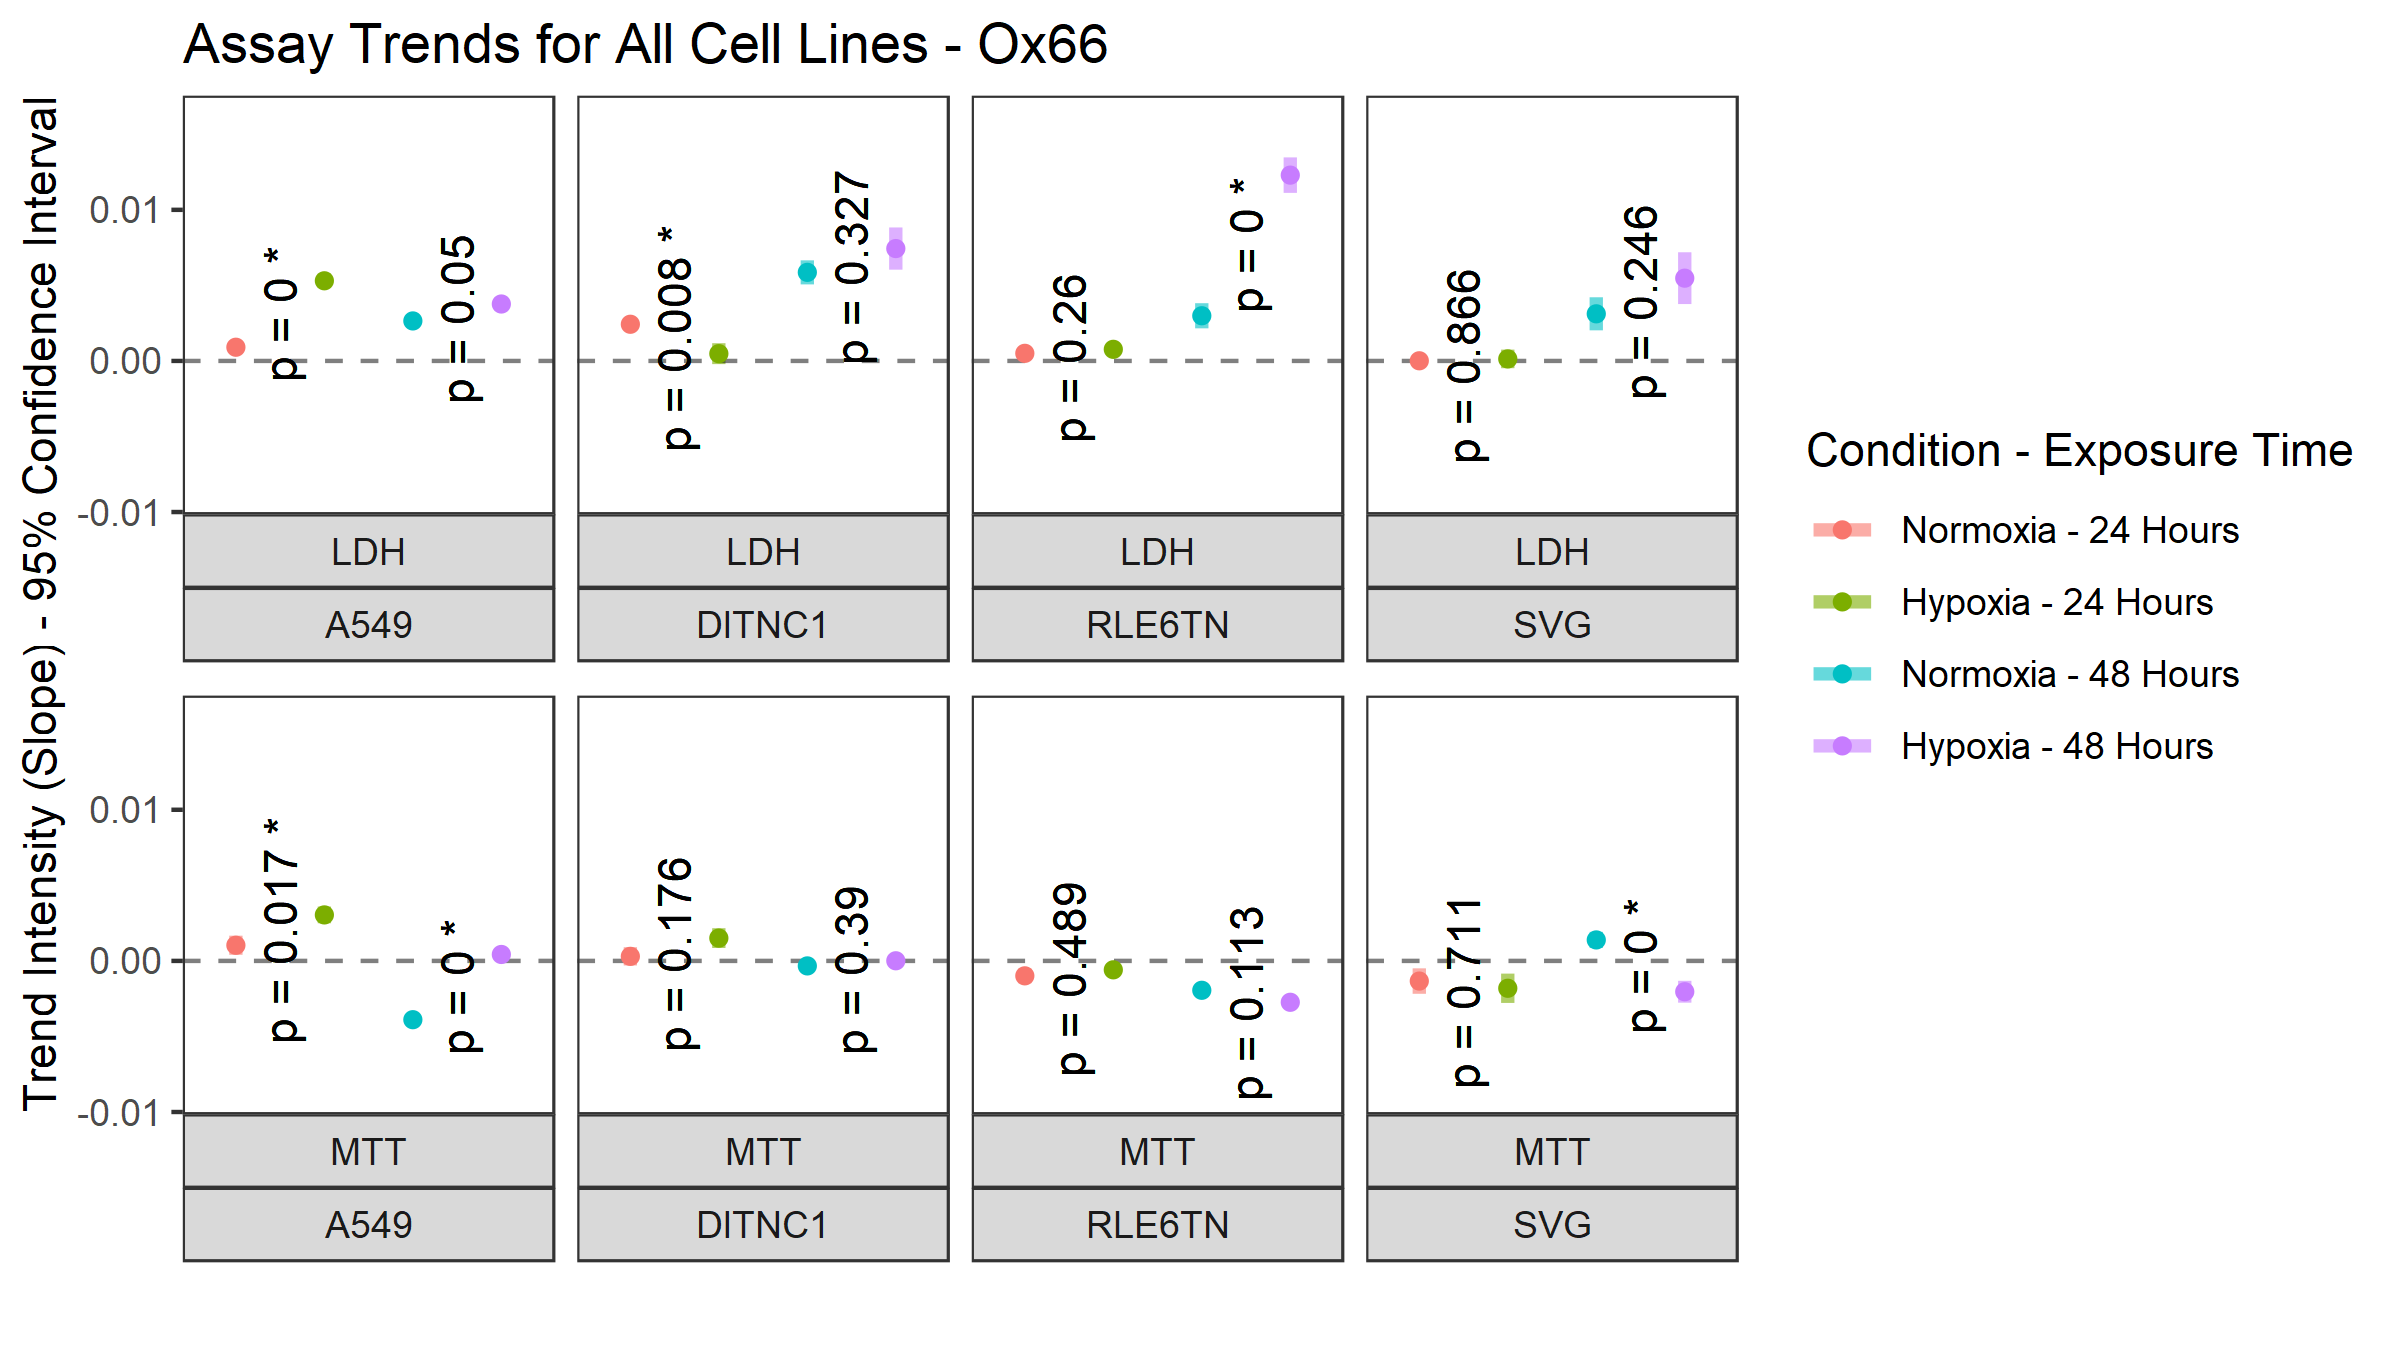 Assay Trends for All Cell Lines - Ox66
Trend Intensity (Slope) - 95% Confidence Interval
0.01
0.00
-0.01
p = 0 *
p = 0.05
p = 0.008 *
p = 0.327
p = 0.26
p = 0 *
p = 0.866
p = 0.246
LDH
LDH
LDH
LDH
A549
DITNC1
RLE6TN
SVG
0.01
0.00
-0.01
p = 0.017 *
p = 0 *
p = 0.176
p = 0.39
p = 0.489
p = 0.113
p = 0.711
p = 0 *
MTT
MTT
MTT
MTT
A549
DITNC1
RLE6TN
SVG
Condition - Exposure Time
Normoxia - 24 Hours
Hypoxia - 24 Hours
Normoxia - 48 Hours
Hypoxia - 48 Hours